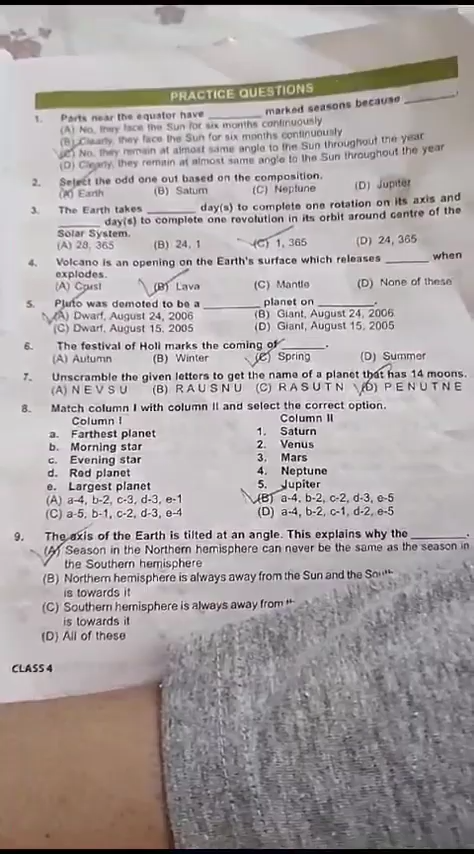 PRACTICE QUESTIONS
1. Parts near the equator have ________ marked seasons because ________.
(A) No, they face the Sun for six months continuously
(B) Clearly, they face the Sun for six months continuously
(C) No, they remain at almost same angle to the Sun throughout the year
(D) Clearly, they remain at almost same angle to the Sun throughout the year
2. Select the odd one out based on the composition.
(A) Earth (B) Saturn (C) Neptune (D) Jupiter
3. The Earth takes ________ day(s) to complete one rotation on its axis and
________ day(s) to complete one revolution in its orbit around centre of the
Solar System.
(A) 28, 365 (B) 24, 1 (C) 1, 365 (D) 24, 365
4. Volcano is an opening on the Earth's surface which releases ________ when
explodes.
(A) Crust (B) Lava (C) Mantle (D) None of these
5. Pluto was demoted to be a ________ planet on ________.
(A) Dwarf, August 24, 2006 (B) Giant, August 24, 2006
(C) Dwarf, August 15, 2005 (D) Giant, August 15, 2005
6. The festival of Holi marks the coming of ________.
(A) Autumn (B) Winter (C) Spring (D) Summer
7. Unscramble the given letters to get the name of a planet that has 14 moons.
(A) N E V S U (B) R A U S N U (C) R A S U T N (D) P E N U T N E
8. Match column I with column II and select the correct option.
Column I Column II
a. Farthest planet 1. Saturn
b. Morning star 2. Venus
c. Evening star 3. Mars
d. Red planet 4. Neptune
e. Largest planet 5. Jupiter
(A) a-4, b-2, c-3, d-3, e-1 (B) a-4, b-2, c-2, d-3, e-5
(C) a-5, b-1, c-2, d-3, e-4 (D) a-4, b-2, c-1, d-2, e-5
9. The axis of the Earth is tilted at an angle. This explains why the ________.
(A) Season in the Northern hemisphere can never be the same as the season in
the Southern hemisphere
(B) Northern hemisphere is always away from the Sun and the
is towards it
(C) Southern hemisphere is always away from
is towards it
(D) All of these
CLASS 4